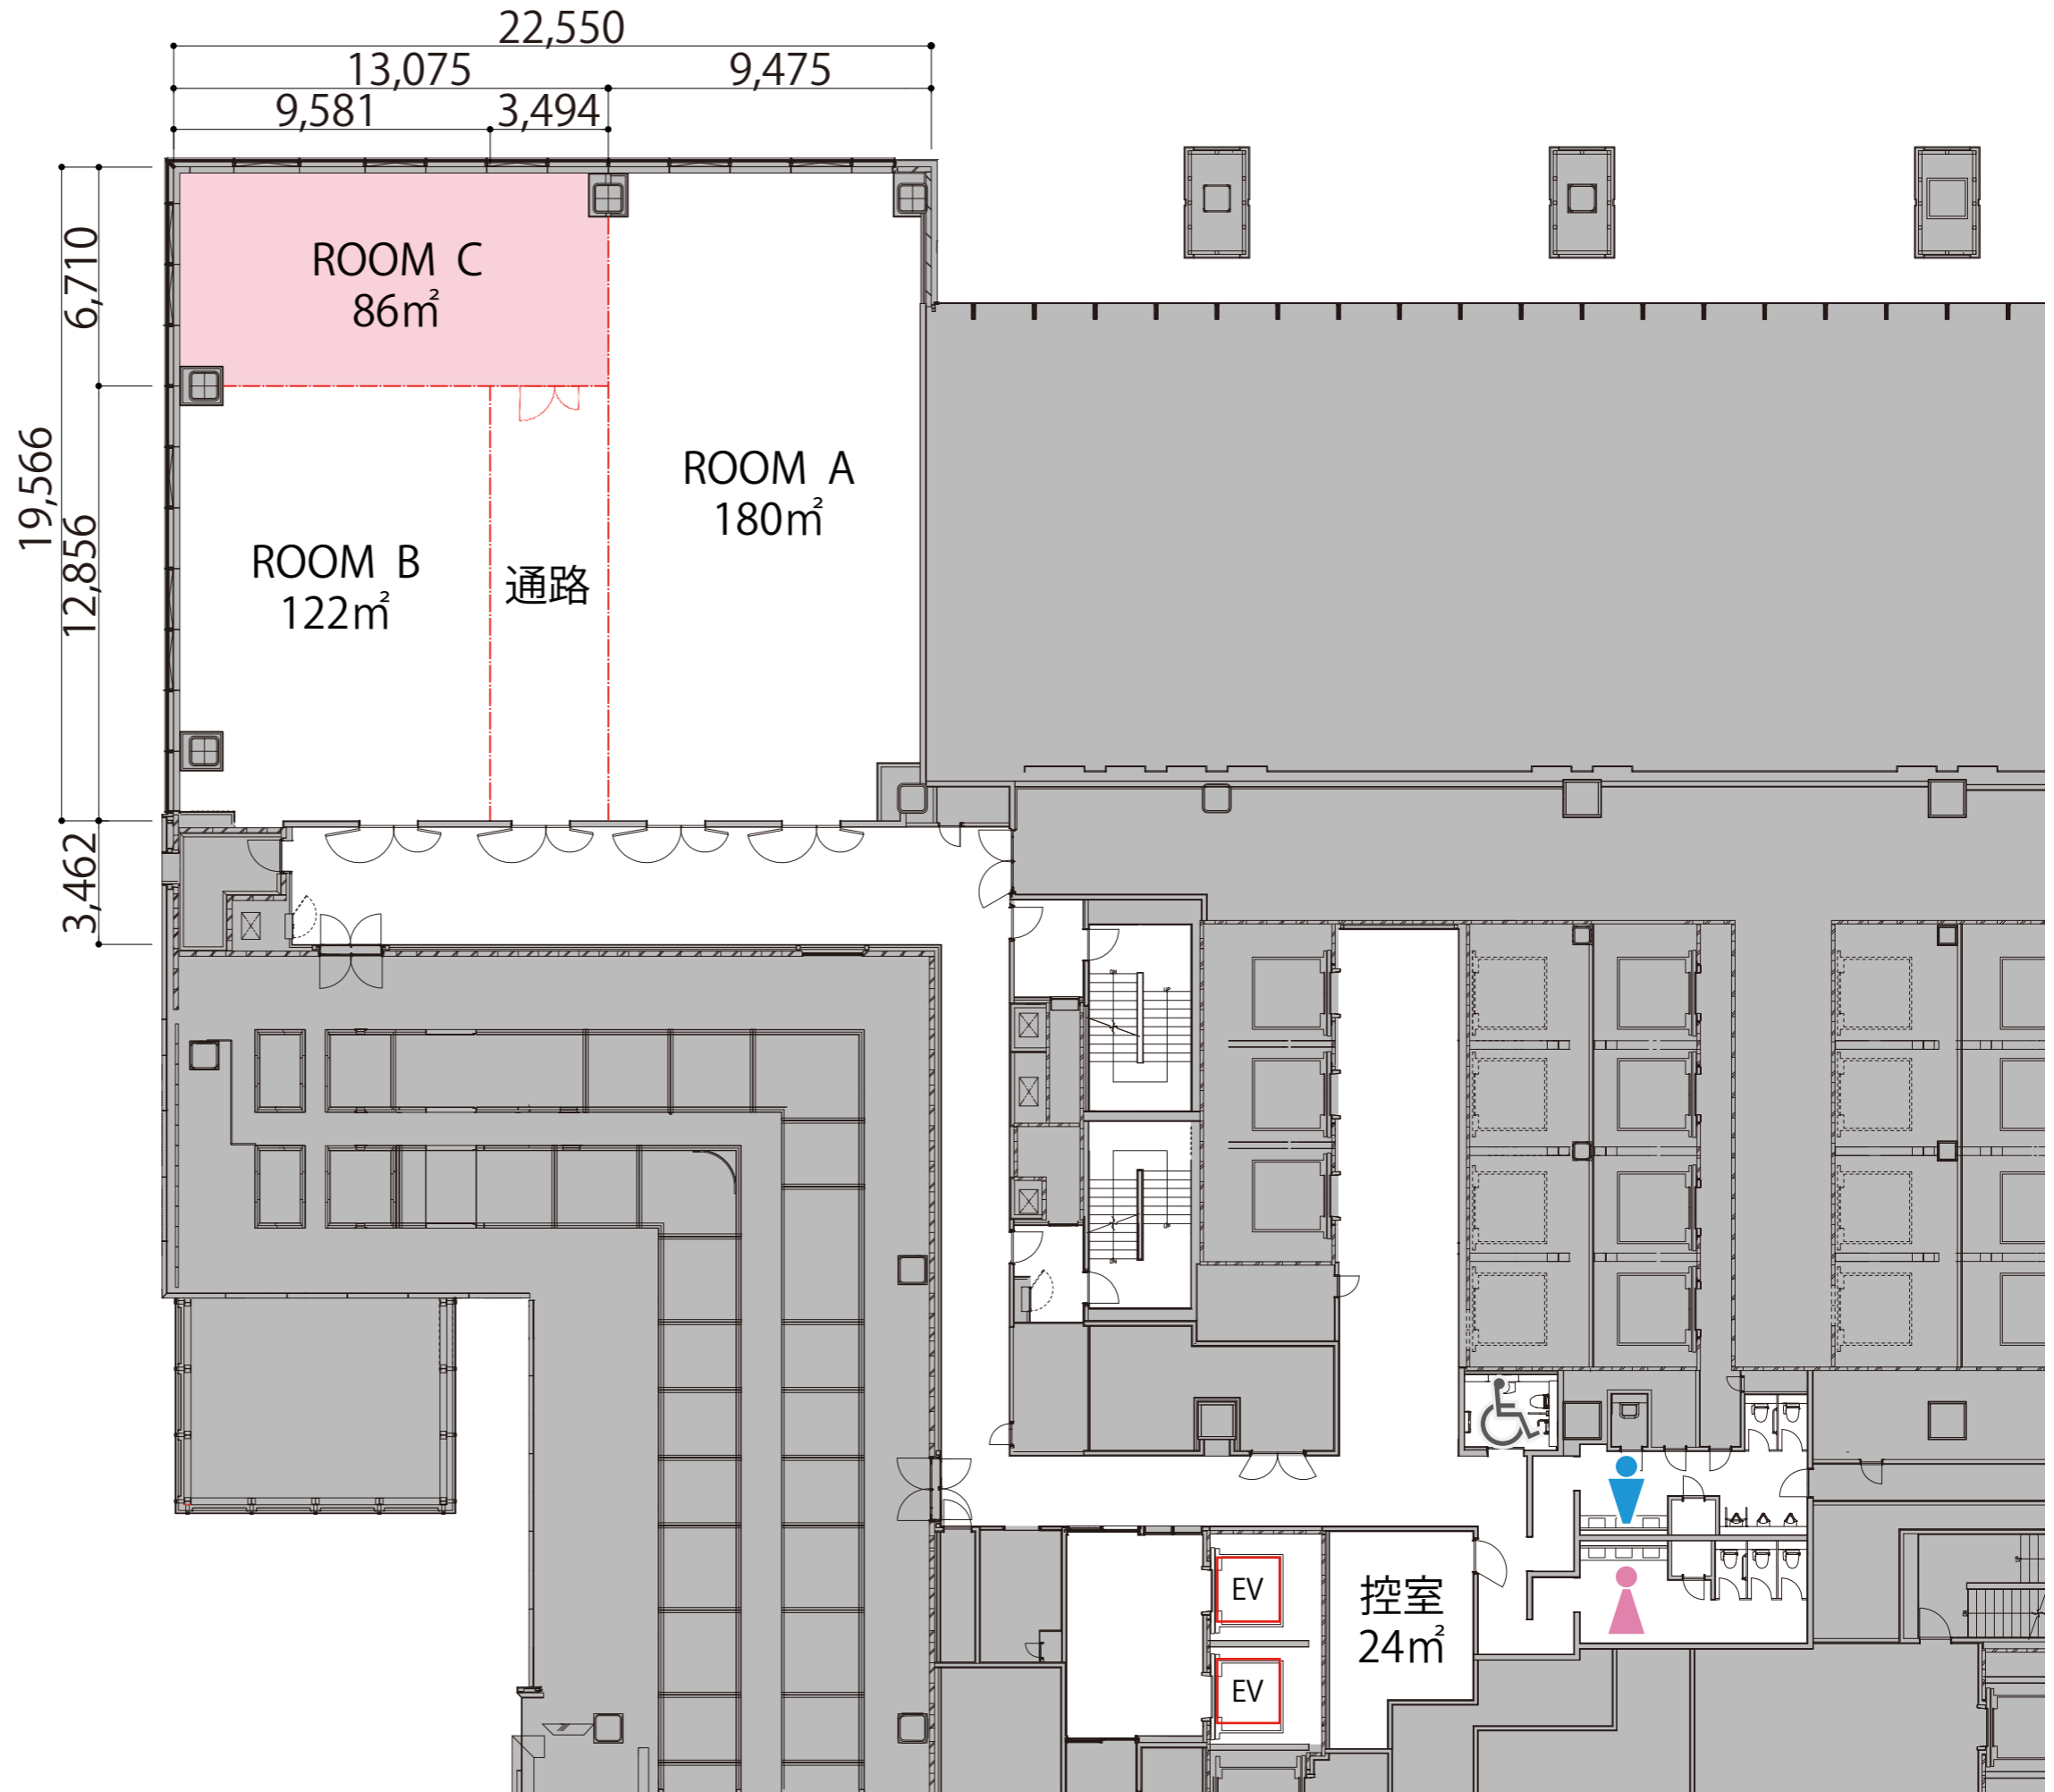 22,550
13,075
9,475
9,581
3,494
6,710
19,566
12,856
3,462
ROOM C
86㎡
ROOM A
180㎡
ROOM B
122㎡
通路
EV
控室
24㎡
EV